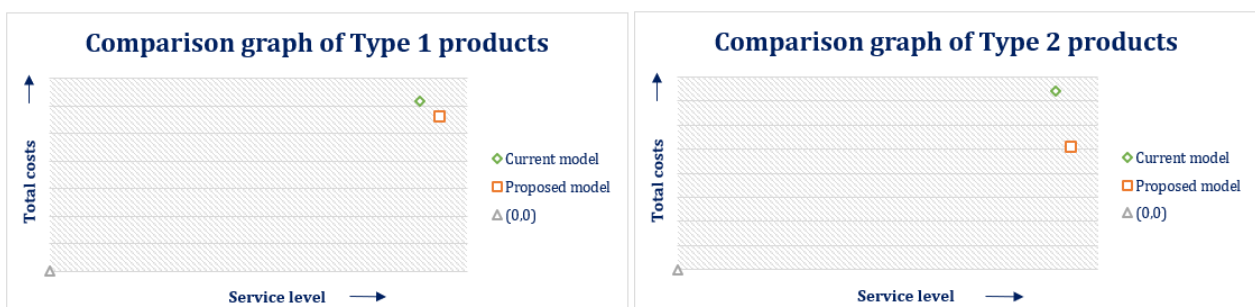 Comparison graph of Type 1 products
Total costs
Current model
Proposed model
(0,0)
Service level
Comparison graph of Type 2 products
Total costs
Current model
Proposed model
(0,0)
Service level